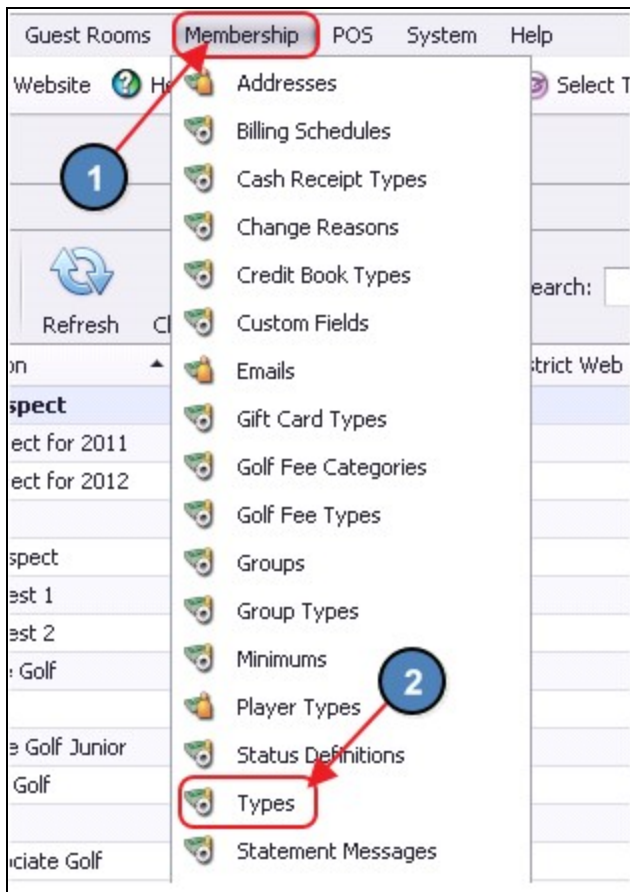 Guest Rooms Membership POS System Help
Website Select T
1
Addresses
Billing Schedules
Cash Receipt Types
Change Reasons
Credit Book Types
Custom Fields
Emails
Gift Card Types
Golf Fee Categories
Golf Fee Types
Groups
Group Types
Minimums
2
Player Types
Status Definitions
Types
Statement Messages
earch:
Refresh
on
strict Web
spect
ect for 2011
ect for 2012
spect
est 1
est 2
Golf
e Golf Junior
Golf
ciate Golf